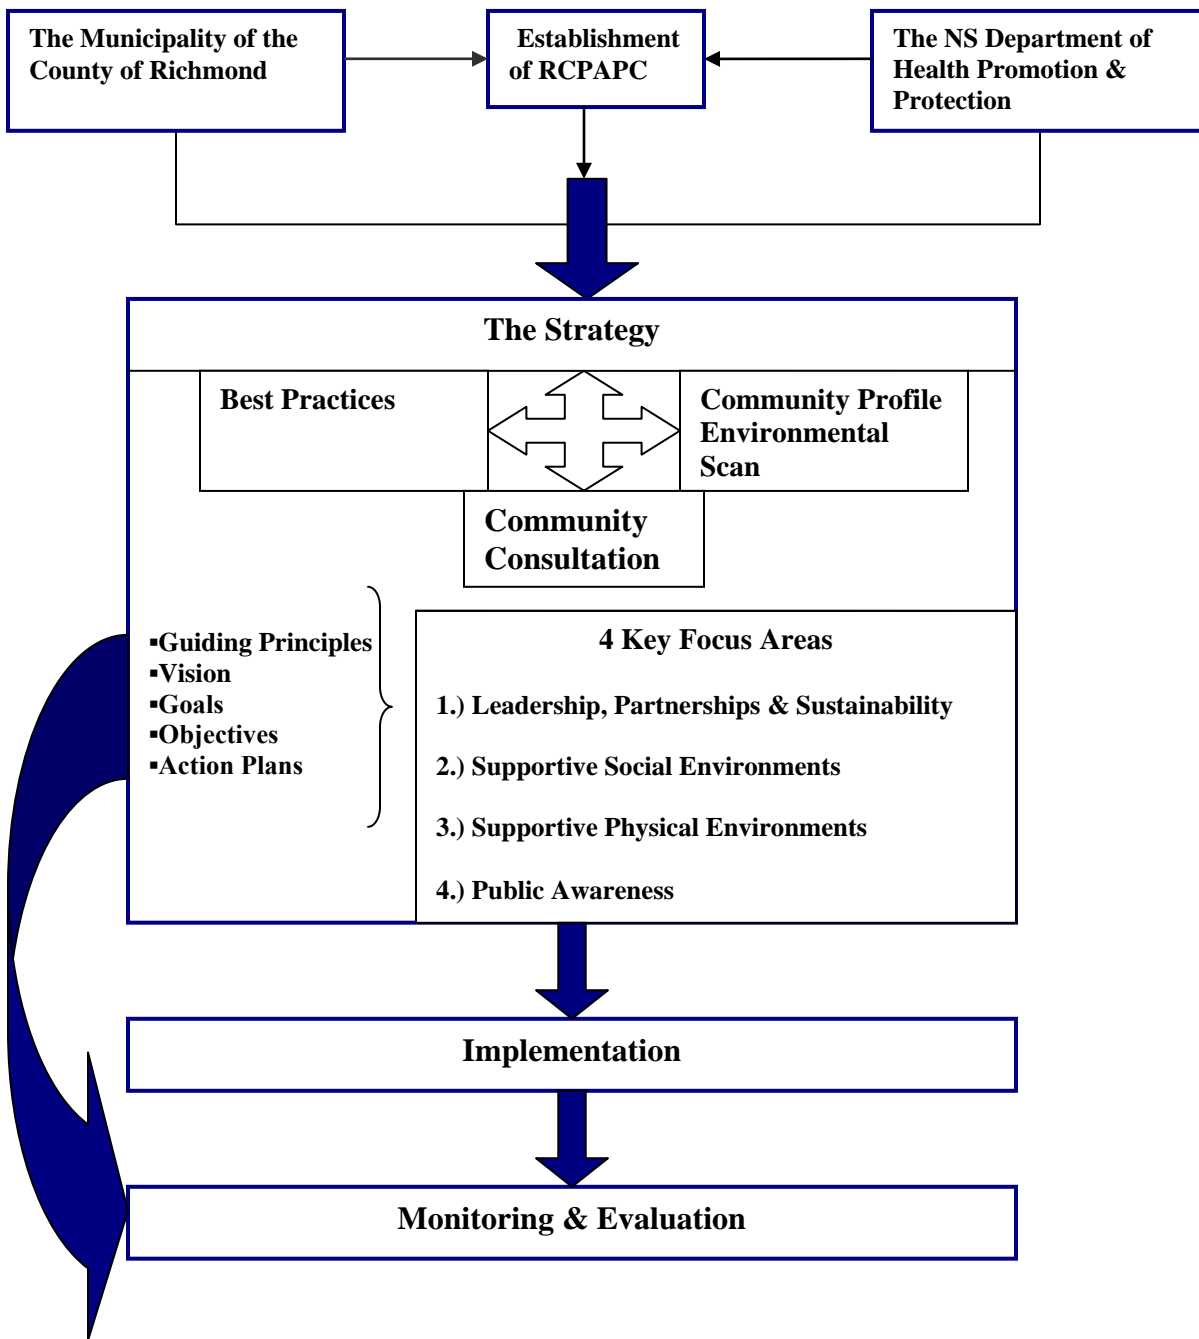 The Municipality of the
County of Richmond
Establishment
of RCPAPC
The NS Department of
Health Promotion &
Protection
The Strategy
Best Practices
Community Profile
Environmental
Scan
Community
Consultation
▪Guiding Principles
▪Vision
▪Goals
▪Objectives
▪Action Plans
4 Key Focus Areas
1.) Leadership, Partnerships & Sustainability
2.) Supportive Social Environments
3.) Supportive Physical Environments
4.) Public Awareness
Implementation
Monitoring & Evaluation